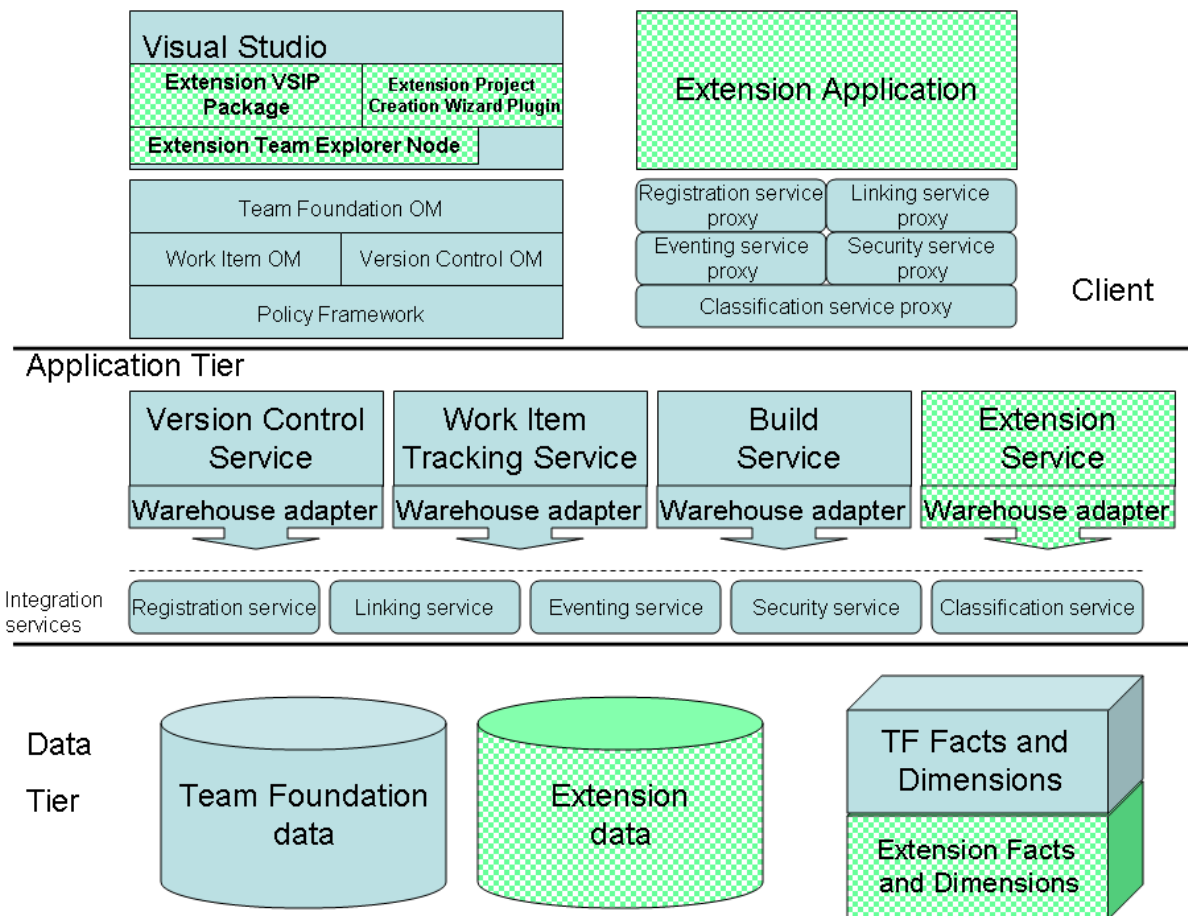 Visual Studio
Extension VSIP
Package
Extension Project
Creation Wizard Plugin
Extension Team Explorer Node
Team Foundation OM
Work Item OM
Version Control OM
Policy Framework
Extension Application
Registration service
proxy
Linking service
proxy
Eventing service
proxy
Security service
proxy
Classification service proxy
Client
Application Tier
Version Control
Service
Warehouse adapter
Work Item
Tracking Service
Warehouse adapter
Build
Service
Warehouse adapter
Extension
Service
Warehouse adapter
Integration
services
Registration service
Linking service
Eventing service
Security service
Classification service
Data
Tier
Team Foundation
data
Extension
data
TF Facts and
Dimensions
Extension Facts
and Dimensions